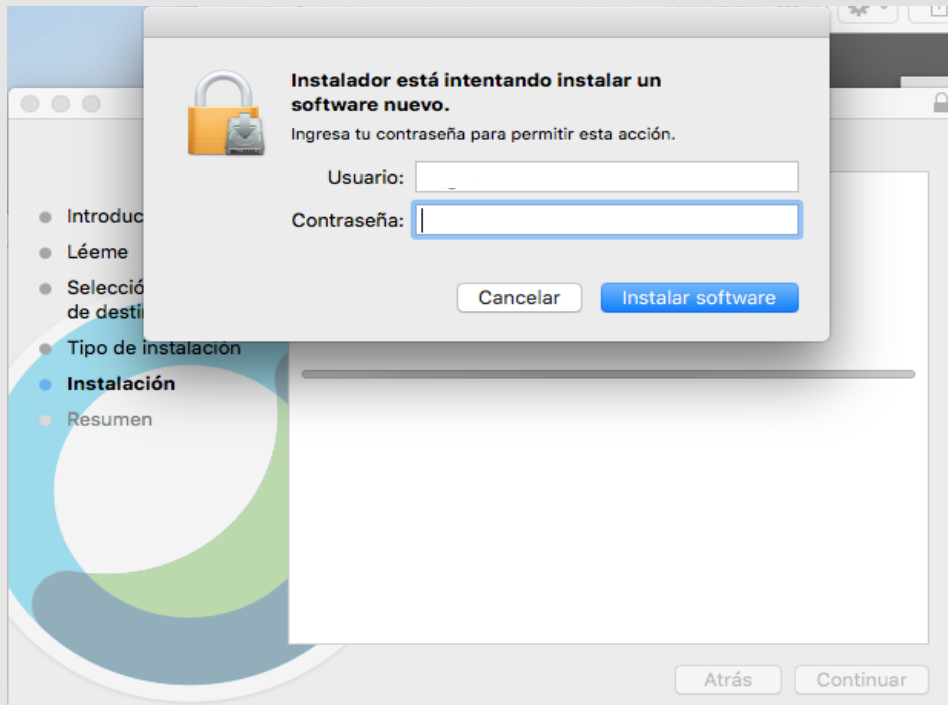 Instalador está intentando instalar un
software nuevo.
Ingresa tu contraseña para permitir esta acción.
Usuario:
Contraseña:
Cancelar
Instalar software
Introduc
Léeme
Selecció
de desti
Tipo de instalación
Instalación
Resumen
Atrás
Continuar